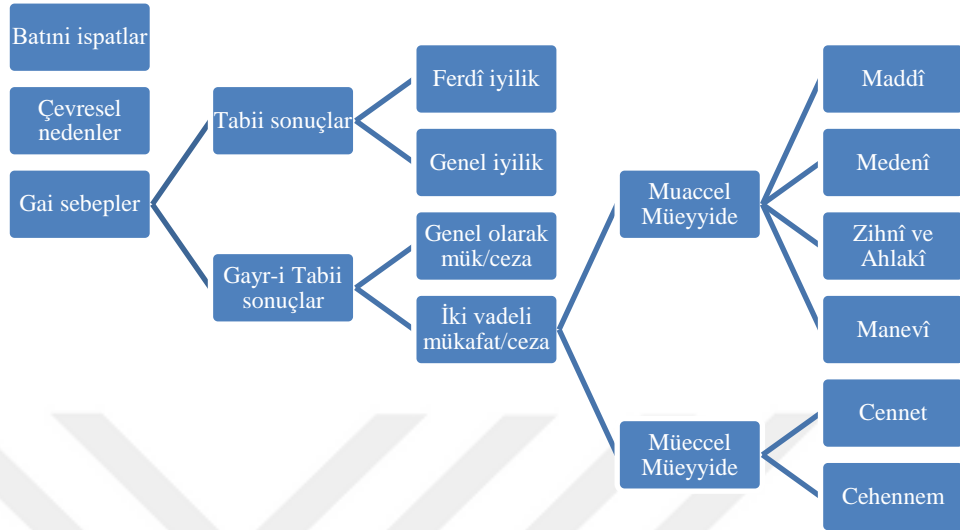 Batıni ispatlar
Çevresel
nedenler
Gai sebepler
Tabii sonuçlar
Gayr-i Tabii
sonuçlar
Ferdî iyilik
Genel iyilik
Genel olarak
mük/ceza
İki vadeli
mükafat/ceza
Muaccel
Müeyyide
Müeccel
Müeyyide
Maddî
Medenî
Zihnî ve
Ahlakî
Manevî
Cennet
Cehennem